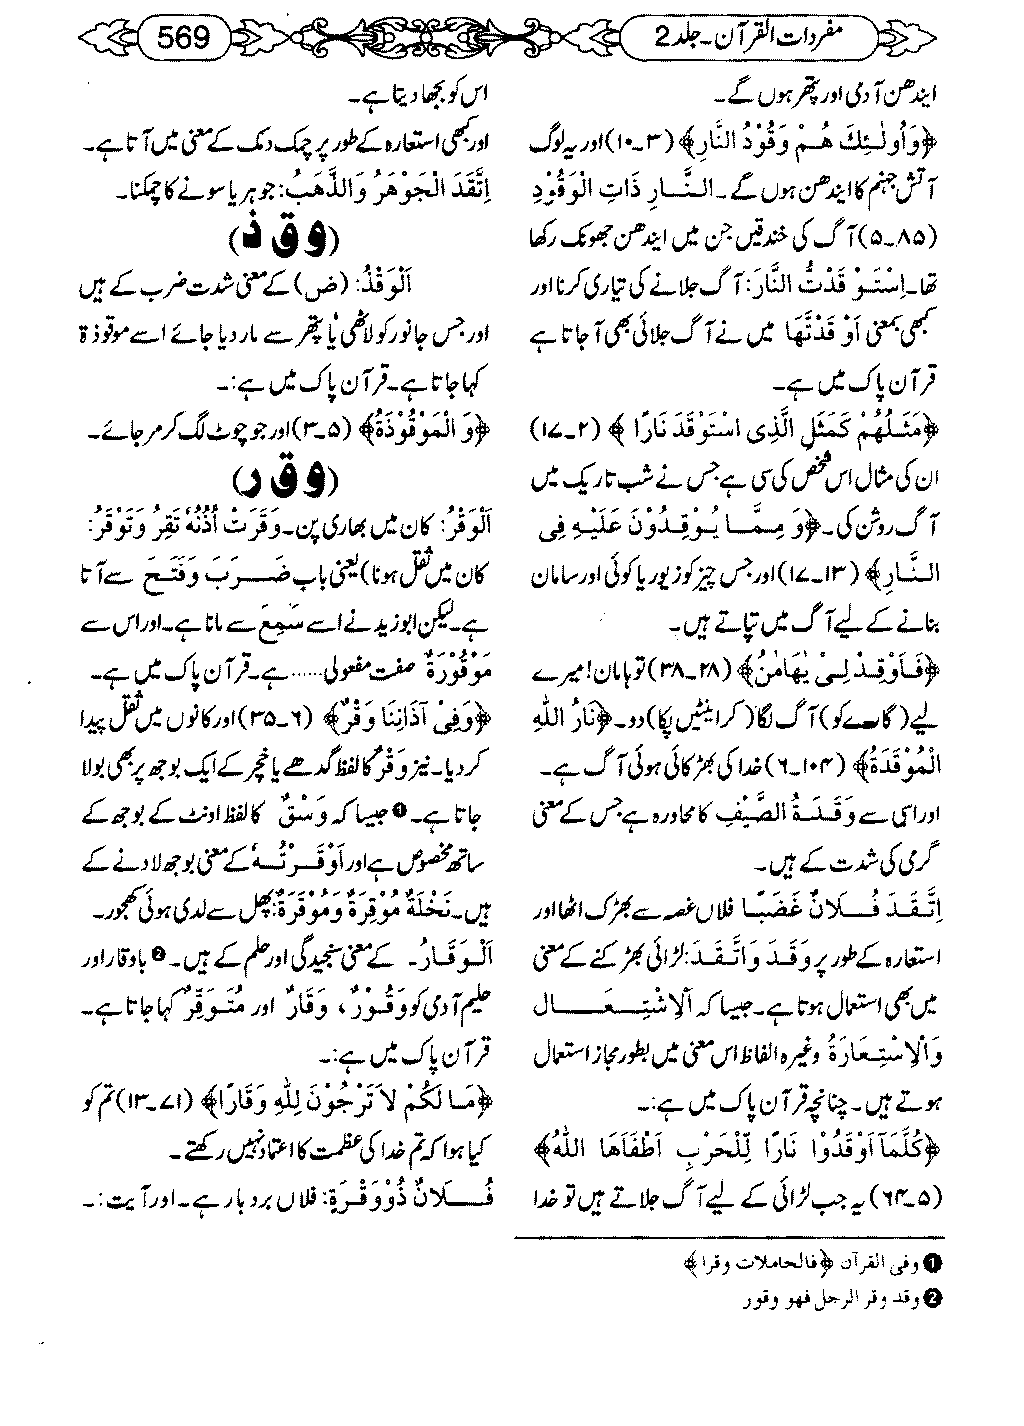 مفردات القرآن۔جلد 2
569
ایندھن آدمی اور پتھر ہوں گے۔
﴿وَأُولٰئِكَ هُمْ وَقُوْدُ النَّارِ﴾ (۳۔۱۰) اور یہ لوگ
آتش جہنم کا ایندھن ہوں گے۔ النَّارِ ذَاتِ الْوَقُوْدِ
(۸۵۔۵) آگ کی خندقیں جن میں ایندھن جھونک رکھا
تھا۔ اِسْتَوْقَدْتُ النَّارَ: آگ جلانے کی تیاری کرنا اور
کبھی بمعنی اَوْقَدْتُهَا میں نے آگ جلائی بھی آجاتا ہے
قرآن پاک میں ہے۔
﴿مَثَلُهُمْ كَمَثَلِ الَّذِی اسْتَوْقَدَ نَارًا﴾ (۲۔۱۷)
ان کی مثال اس شخص کی سی ہے جس نے شب تاریک میں
آگ روشن کی۔ ﴿وَمِمَّا يُوْقِدُوْنَ عَلَيْهِ فِی
النَّارِ﴾ (۱۳۔۱۷) اور جس چیز کو زیور یا کوئی اور سامان
بنانے کے لیے آگ میں تپاتے ہیں۔
﴿فَاَوْقِدْ لِیْ يٰهَامٰنُ﴾ (۲۸۔۳۸) تو ہامان! میرے
لیے (گارے کو) آگ لگا (کر اینٹیں پکا) دو۔ ﴿نَارُ اللّٰهِ
الْمُوْقَدَةُ﴾ (۱۰۴۔۶) خدا کی بھڑکائی ہوئی آگ ہے۔
اور اسی سے وَقْدَةُ الصَّيْفِ کا محاورہ ہے جس کے معنی
گرمی کی شدت کے ہیں۔
اِتَّقَدَ فُلَانٌ غَضَبًا فلاں غصے سے بھڑک اٹھا اور
استعارہ کے طور پر وَقَدَ وَاتَّقَدَ: لڑائی بھڑکنے کے معنی
میں بھی استعمال ہوتا ہے۔ جیسا کہ اَلْاِشْتِعَال
وَالْاِسْتِعَارَةُ وغیرہ الفاظ اس معنی میں بطور مجاز استعمال
ہوتے ہیں۔ چنانچہ قرآن پاک میں ہے:۔
﴿كُلَّمَا اَوْقَدُوْا نَارًا لِّلْحَرْبِ اَطْفَاَهَا اللّٰهُ﴾
(۵۔۶۴) یہ جب لڑائی کے لیے آگ جلاتے ہیں تو خدا
اس کو بجھا دیتا ہے۔
اور کبھی استعارہ کے طور پر چمک دمک کے معنی میں آتا ہے۔
اِتَّقَدَ الْجَوْهَرُ وَالذَّهَبُ: جوہر یا سونے کا چمکنا۔
(و ق ذ)
اَلْوَقْذُ: (ض) کے معنی شدت ضرب کے ہیں
اور جس جانور کو لاٹھی یا پتھر سے مار دیا جائے اسے موقوذة
کہا جاتا ہے۔ قرآن پاک میں ہے:۔
﴿وَالْمَوْقُوْذَةُ﴾ (۵۔۳) اور جو چوٹ لگ کر مر جائے۔
(و ق ر)
اَلْوَقْرُ: کان میں بھاری پن۔ وَقَرَتْ اُذُنُهٗ تَقِرُ وَتَوْقَرُ:
کان میں ثقل ہونا) یعنی باب ضَرَبَ وَفَتَحَ سے آتا
ہے۔ لیکن ابوزید نے اسے سَمِعَ سے مانا ہے۔ اور اس سے
مَوْقُوْرَةٌ صفت مفعولی...... ہے۔ قرآن پاک میں ہے۔
﴿وَفِیْ اٰذَانِنَا وَقْرٌ﴾ (۶۔۳۵) اور کانوں میں ثقل پیدا
کر دیا۔ نیز وَقْرٌ کا لفظ گدھے یا خچر کے ایک بوجھ پر بھی بولا
جاتا ہے۔❶ جیسا کہ وَسْقٌ کا لفظ اونٹ کے بوجھ کے
ساتھ مخصوص ہے اور اَوْقَرْتُهٗ کے معنی بوجھ لادنے کے
ہیں۔ نَخْلَةٌ مُوْقِرَةٌ وَمُوْقَرَةٌ: پھل سے لدی ہوئی کھجور۔
اَلْوَقَارُ۔ کے معنی سنجیدگی اور حلم کے ہیں۔❷ باوقار اور
حلیم آدمی کو وَقُوْرٌ، وَقَارٌ اور مُتَوَقِّرٌ کہا جاتا ہے۔
قرآن پاک میں ہے:۔
﴿مَا لَكُمْ لَا تَرْجُوْنَ لِلّٰهِ وَقَارًا﴾ (۷۱۔۱۳) تم کو
کیا ہوا کہ تم خدا کی عظمت کا اعتماد نہیں رکھتے۔
فُلَانٌ ذُوْوَقْرَةٍ: فلاں بردبار ہے۔ اور آیت:۔
❶ وفی القرآن ﴿فالحاملات وقرا﴾
❷ وقد وقر الرجل فهو وقور